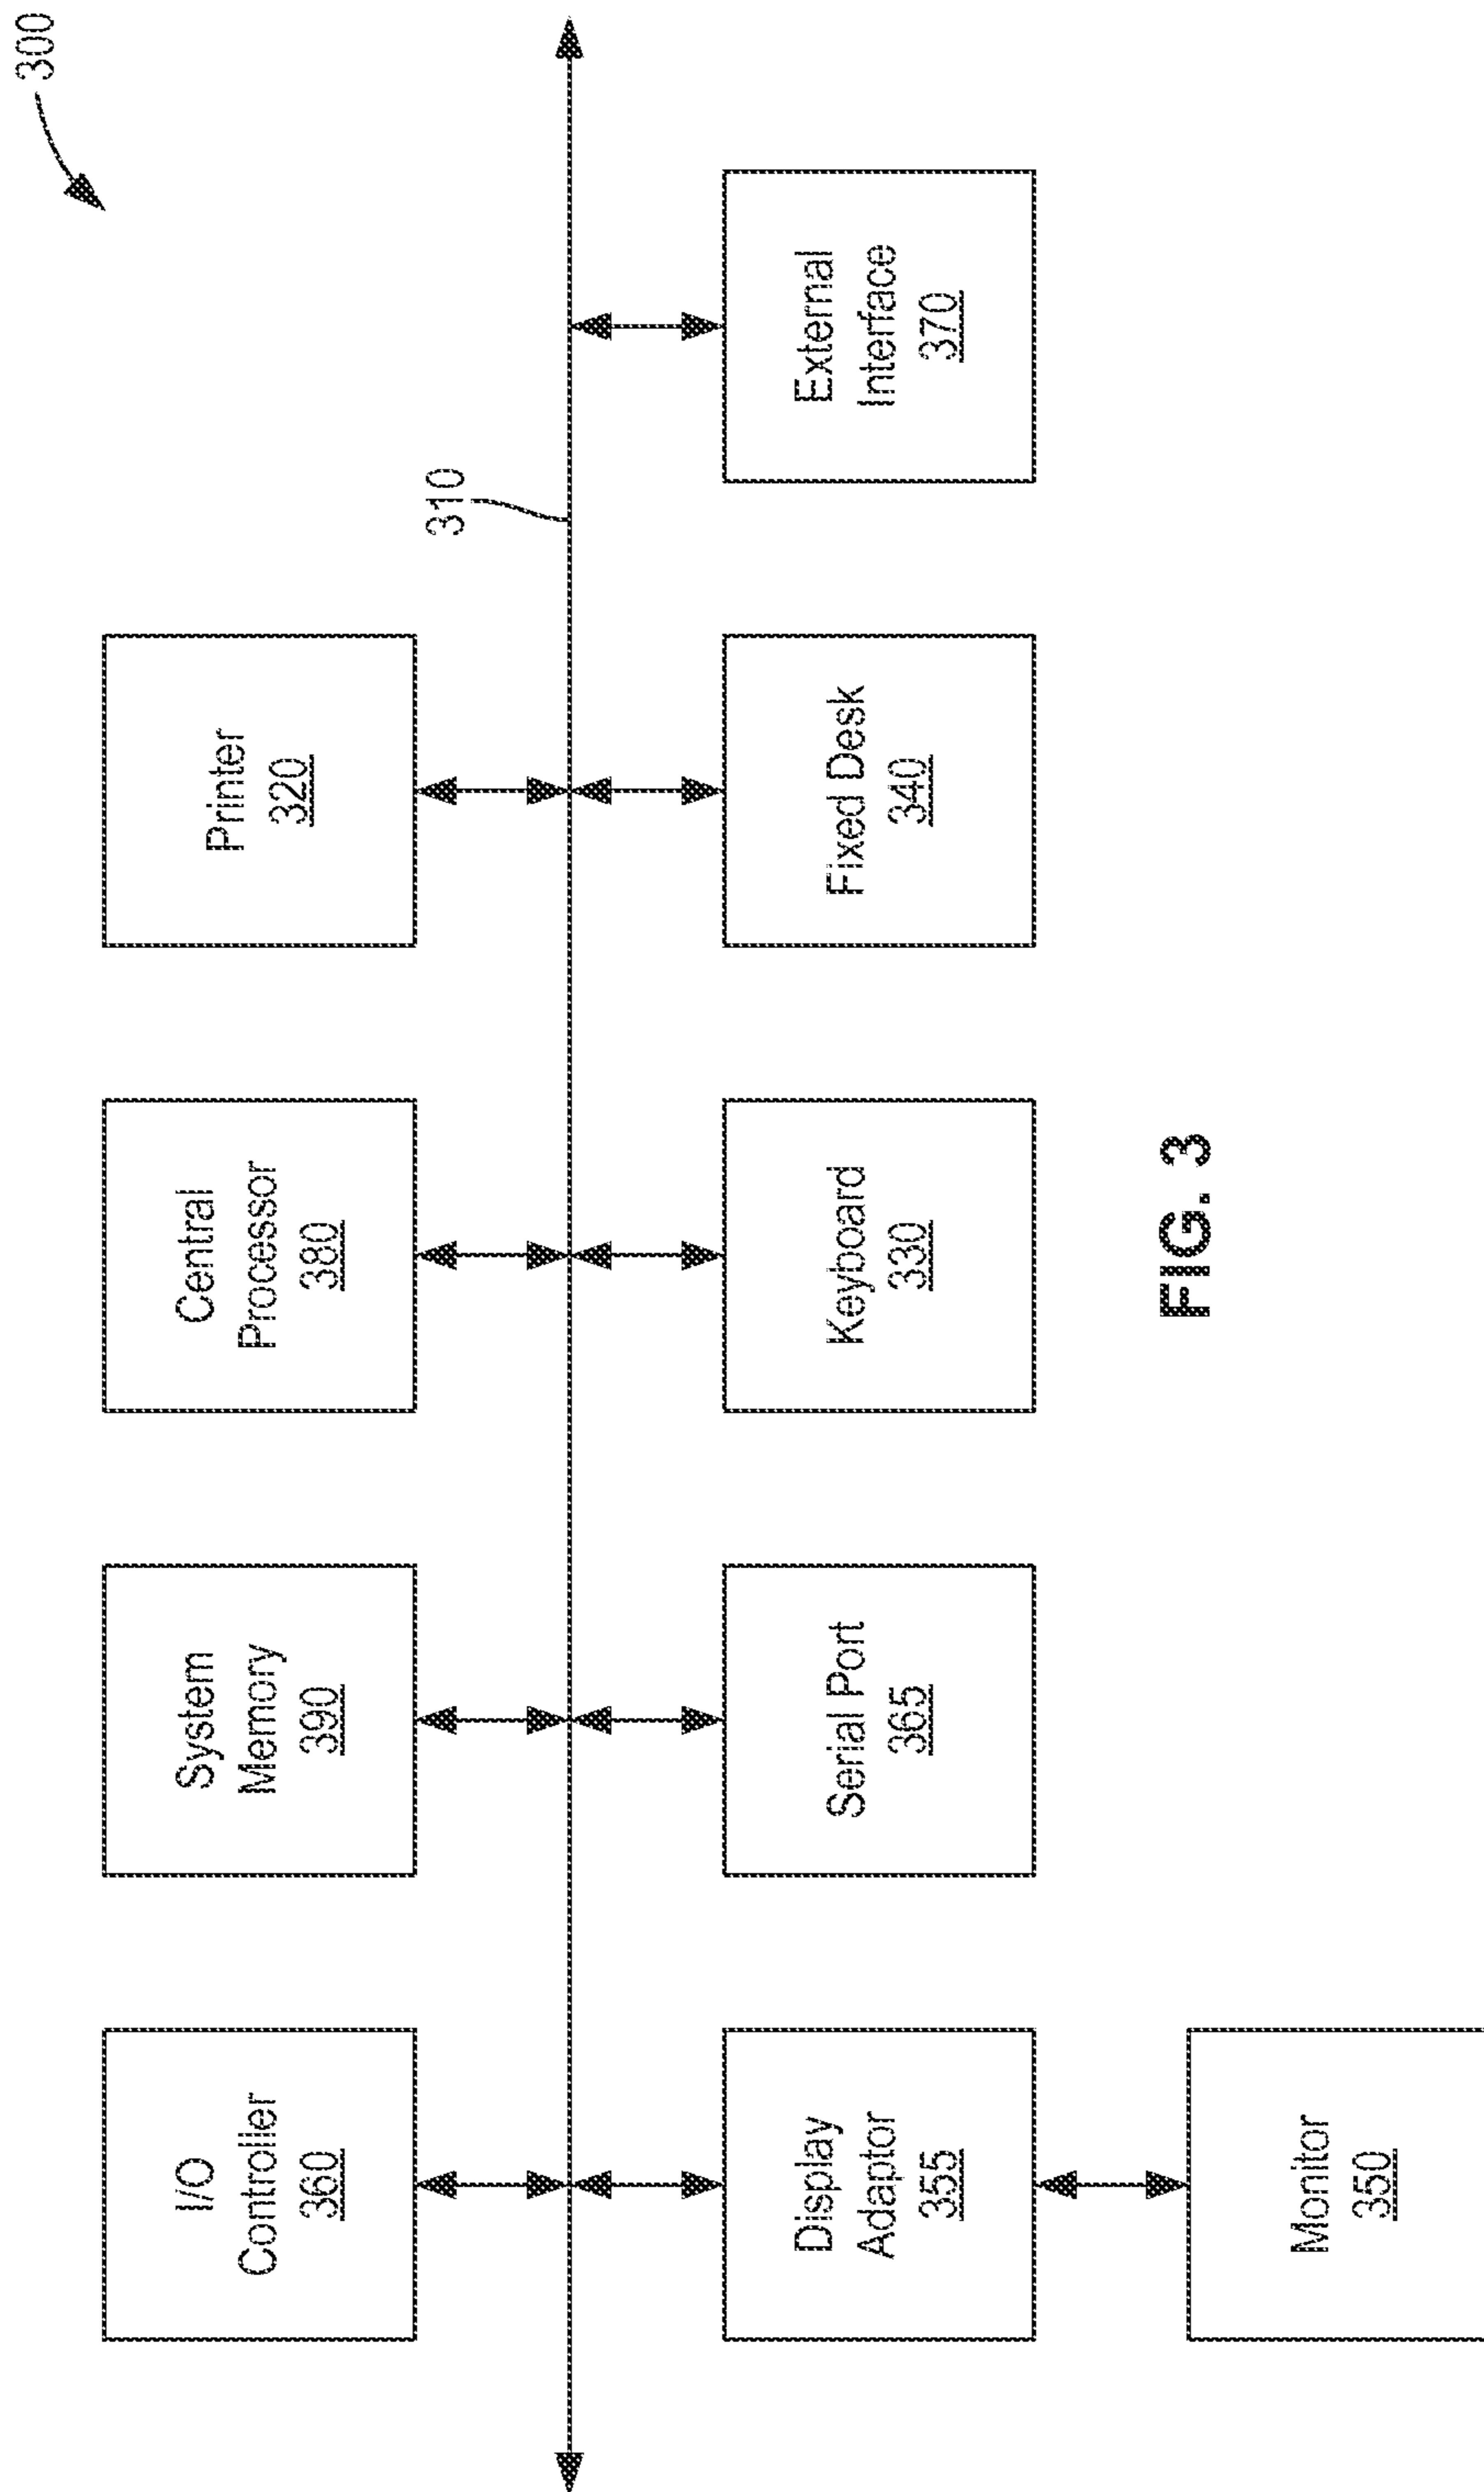 300
I/O
Controller
360
System
Memory
390
Central
Processor
380
Printer
320
310
Display
Adaptor
355
Serial Port
365
Keyboard
330
Fixed Desk
340
External
Interface
370
Monitor
350
FIG. 3